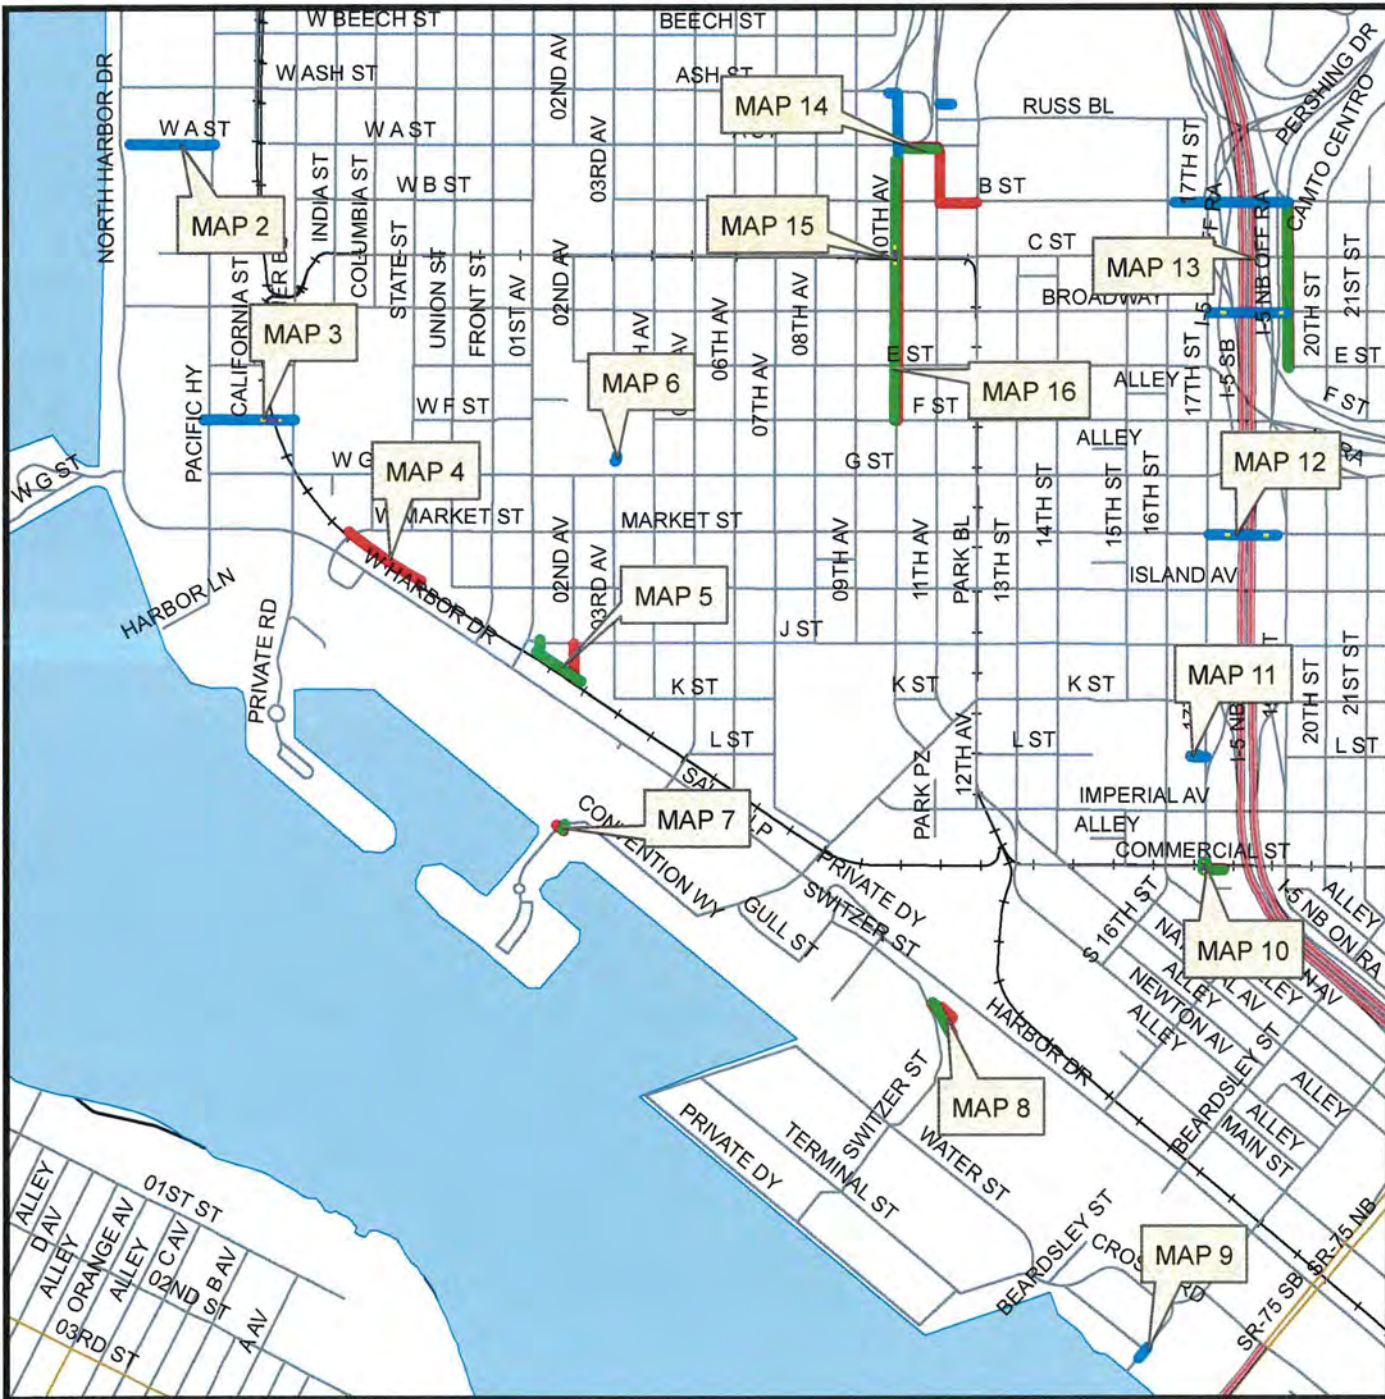 W BEECH ST
BEECH ST
W ASH ST
02ND AV
ASH ST
MAP 14
RUSS BL
PERSHING DR
NORTH HARBOR DR
W A ST
W A ST
03RD AV
17TH ST
CAMTO CENTRO
INDIA ST
COLUMBIA ST
W B ST
B ST
MAP 2
MAP 15
10TH AV
C ST
MAP 13
I-5 NB OFF RA
STATE ST
UNION ST
FRONT ST
01ST AV
02ND AV
06TH AV
08TH AV
BROADWAY
20TH ST
21ST ST
CALIFORNIA ST
MAP 3
MAP 6
07TH AV
E ST
MAP 16
ALLEY
17TH ST
I-5 SB
E ST
PACIFIC HY
W F ST
F ST
F ST
ALLEY
W G ST
MAP 4
G ST
MAP 12
14TH ST
15TH ST
16TH ST
W MARKET ST
MARKET ST
02ND AV
03RD AV
09TH AV
11TH AV
PARK BL
13TH ST
ISLAND AV
HARBOR LN
W HARBOR DR
MAP 5
J ST
PRIVATE RD
K ST
K ST
K ST
MAP 11
20TH ST
21ST ST
L ST
L ST
I-5 NB
L ST
12TH AV
PARK PZ
IMPERIAL AV
ALLEY
COMMERCIAL ST
MAP 7
CONVENTION WY
PRIVATE DY
SWITZER ST
GULL ST
S 16TH ST
MAP 10
I-5 NB ON RA
ALLEY
ALLEY
NEWTON AV
ALLEY
HARBOR DR
BEARDSLEY ST
MAP 8
SWITZER ST
ALLEY
ALLEY
MAIN ST
PRIVATE DY
TERMINAL ST
WATER ST
BEARDSLEY ST
MAP 9
SR-75 SB
SR-75 NB
01ST ST
ALLEY
D AV
ALLEY
ORANGE AV
ALLEY
C AV
02ND ST
B AV
A AV
03RD ST